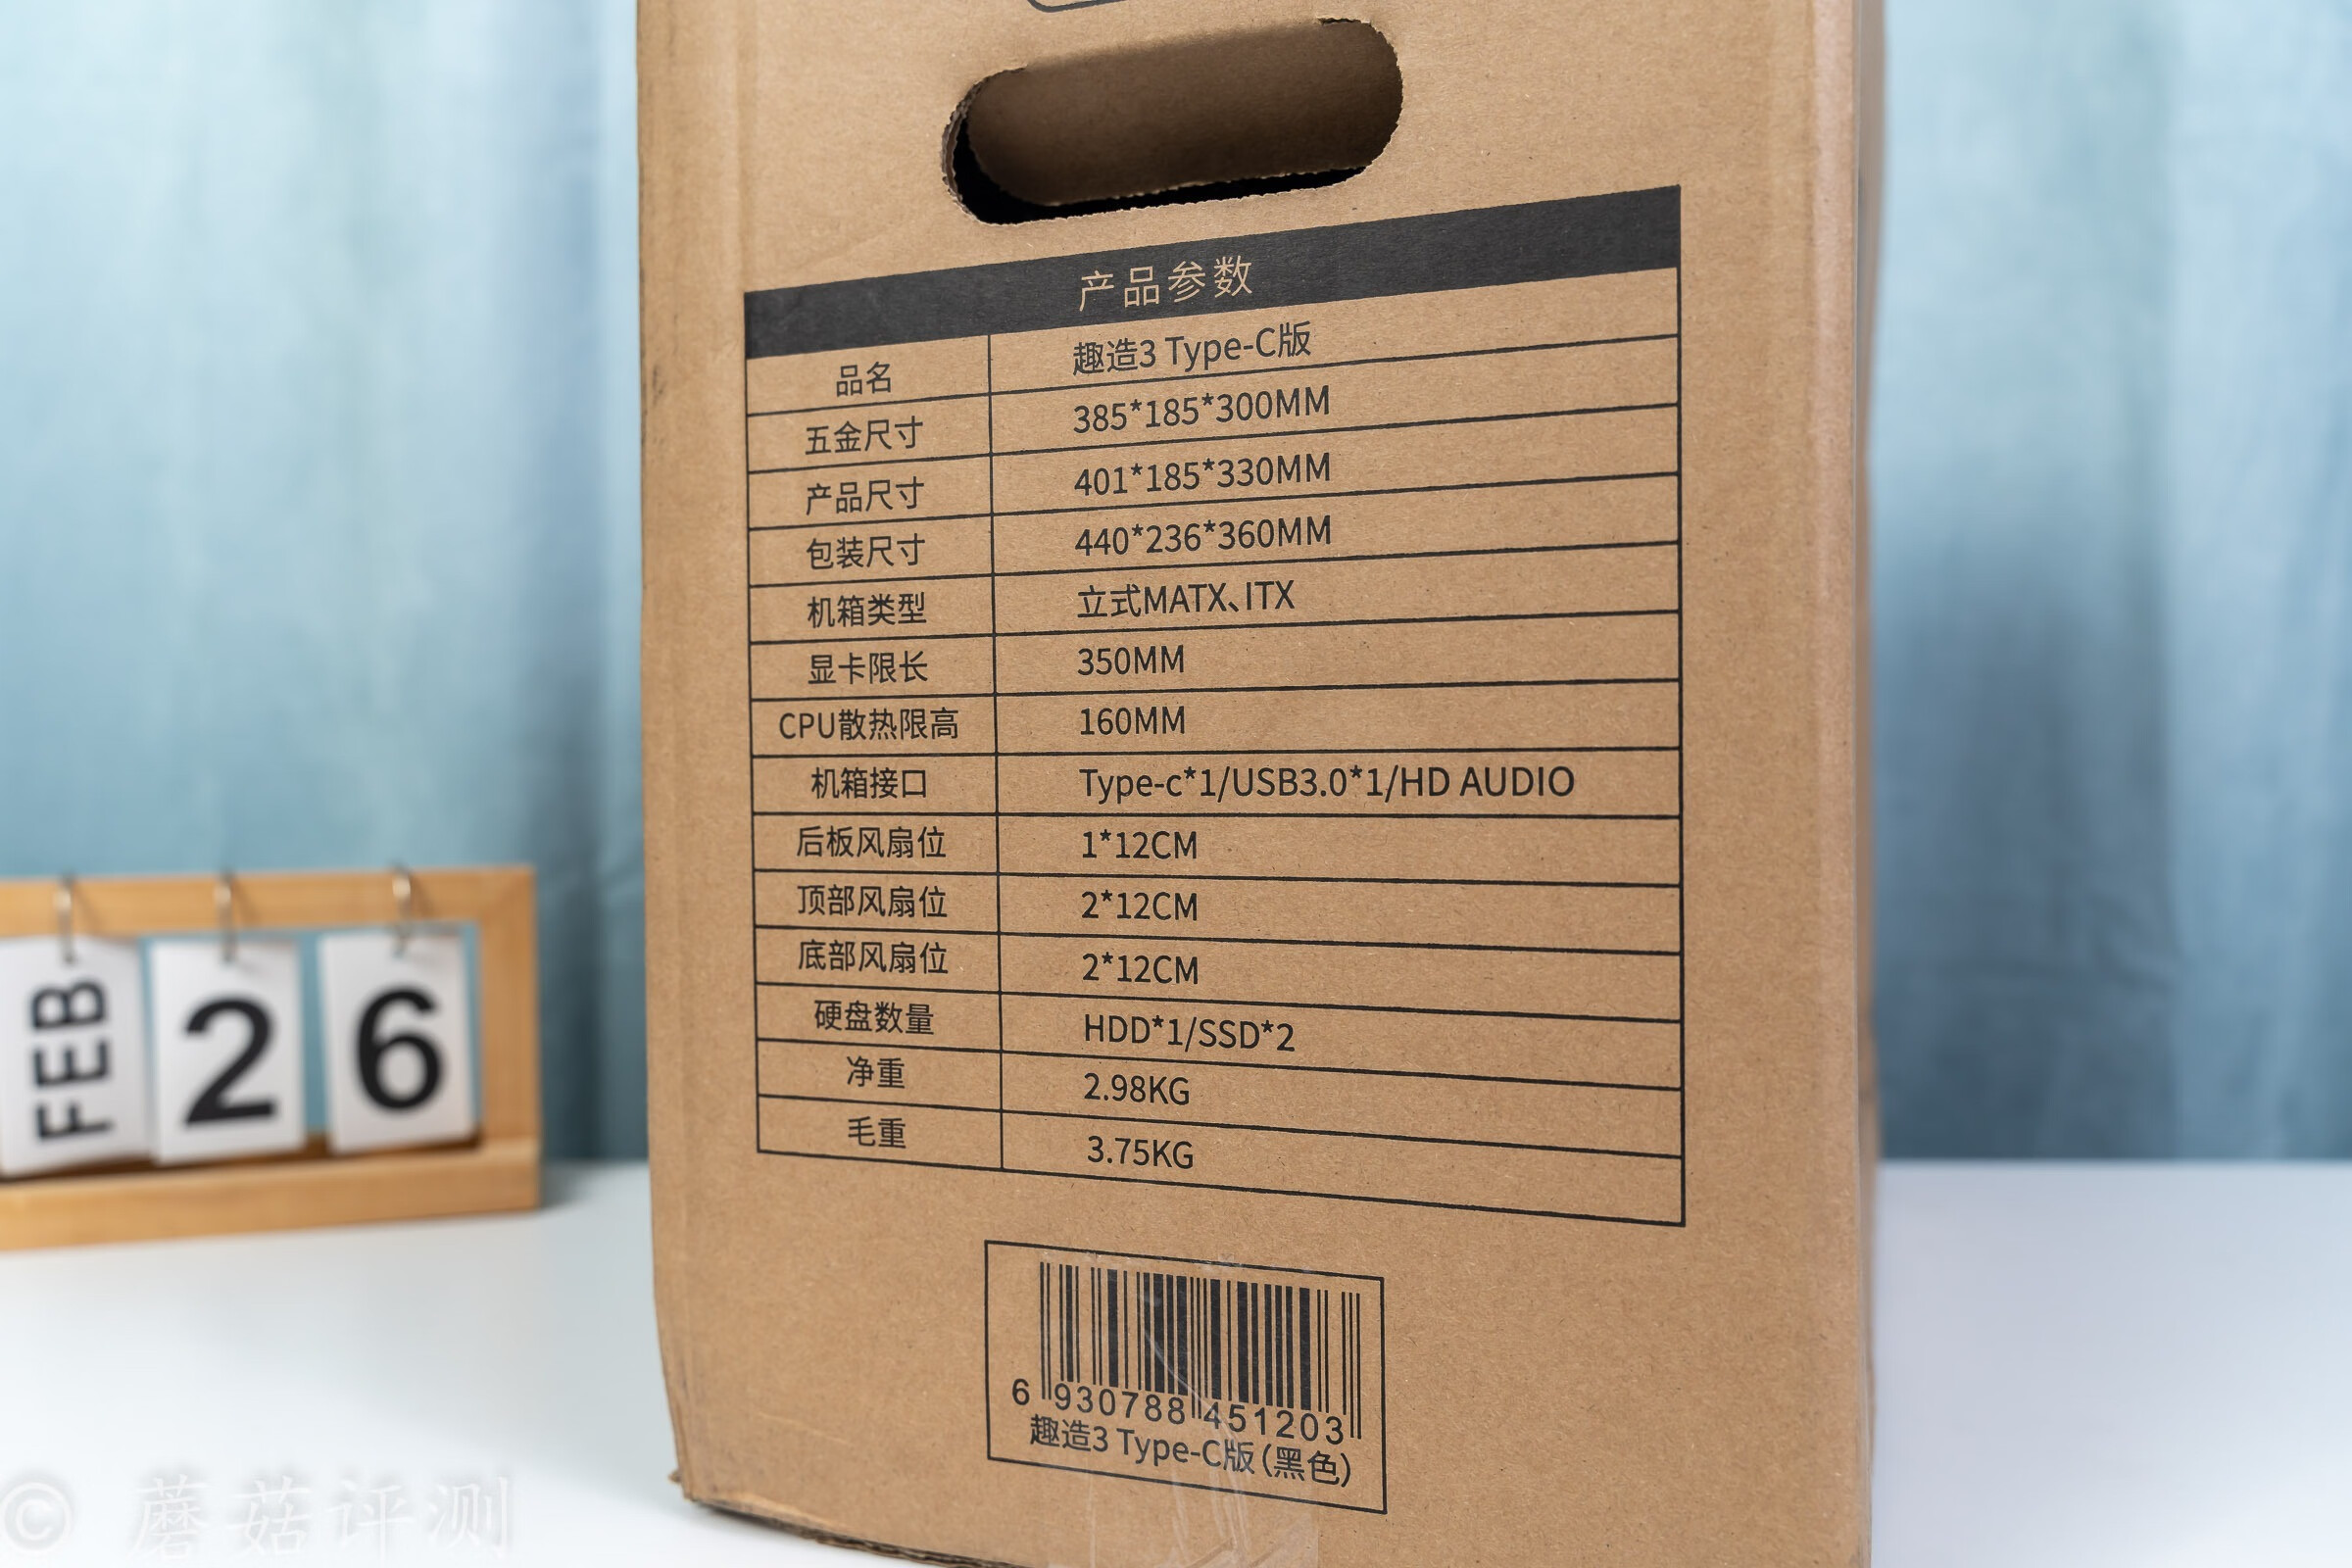 产品参数
品名 趣造3 Type-C版
五金尺寸 385*185*300MM
产品尺寸 401*185*330MM
包装尺寸 440*236*360MM
机箱类型 立式MATX、ITX
显卡限长 350MM
CPU散热限高 160MM
机箱接口 Type-c*1/USB3.0*1/HD AUDIO
后板风扇位 1*12CM
顶部风扇位 2*12CM
底部风扇位 2*12CM
硬盘数量 HDD*1/SSD*2
净重 2.98KG
毛重 3.75KG
6 930788 451203
趣造3 Type-C版(黑色)
FEB 2 6
© 蘑菇评测